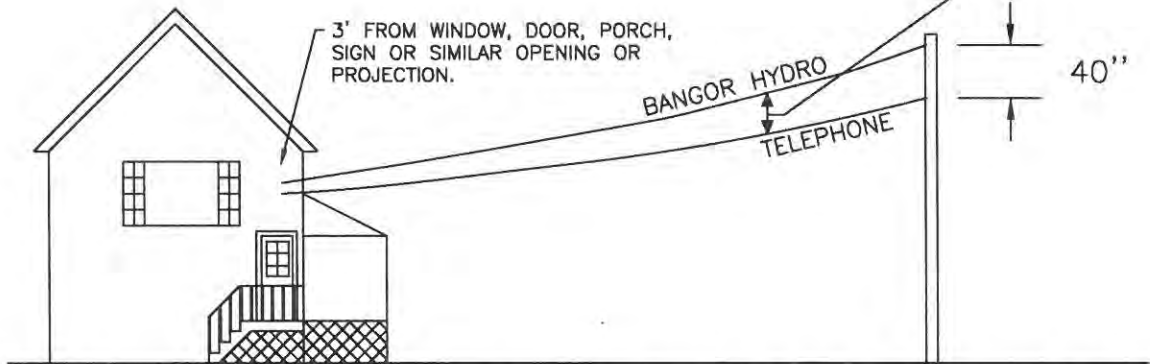 3' FROM WINDOW, DOOR, PORCH,
SIGN OR SIMILAR OPENING OR
PROJECTION.
BANGOR HYDRO
TELEPHONE
40''